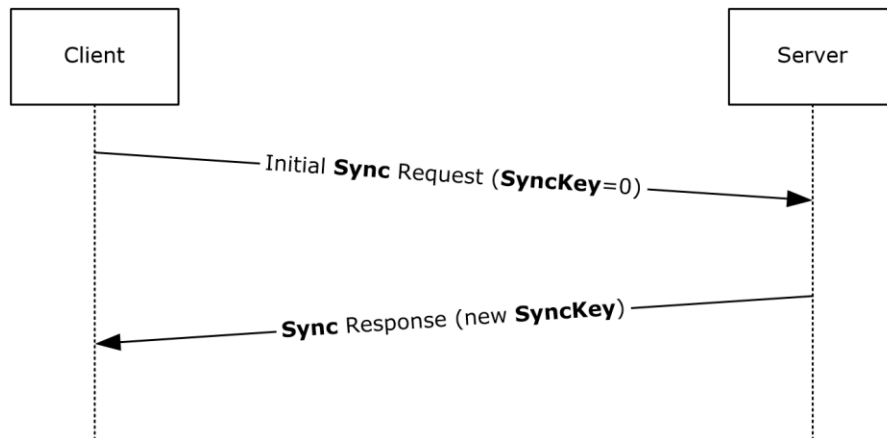 Client
Server
Initial Sync Request (SyncKey=0)
Sync Response (new SyncKey)